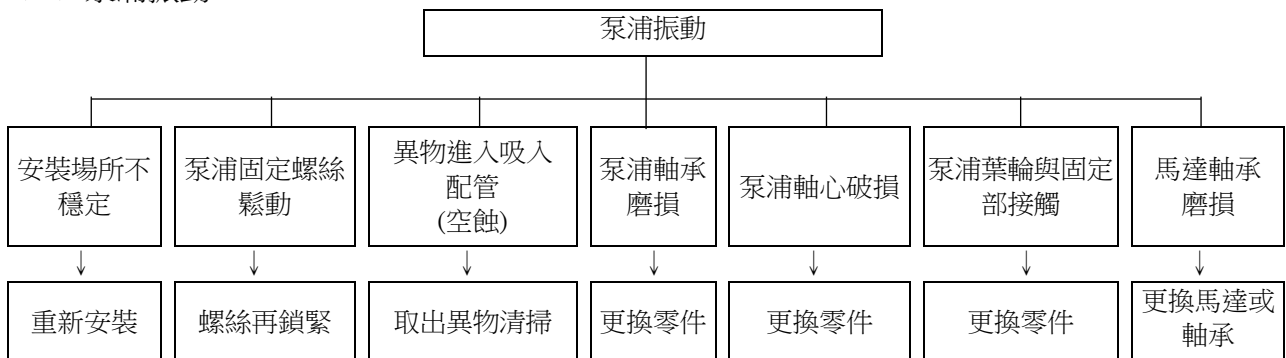 泵浦振動
安裝場所不
穩定
泵浦固定螺絲
鬆動
異物進入吸入
配管
(空蝕)
泵浦軸承
磨損
泵浦軸心破損
泵浦葉輪與固定
部接觸
馬達軸承
磨損
重新安裝
螺絲再鎖緊
取出異物清掃
更換零件
更換零件
更換零件
更換馬達或
軸承